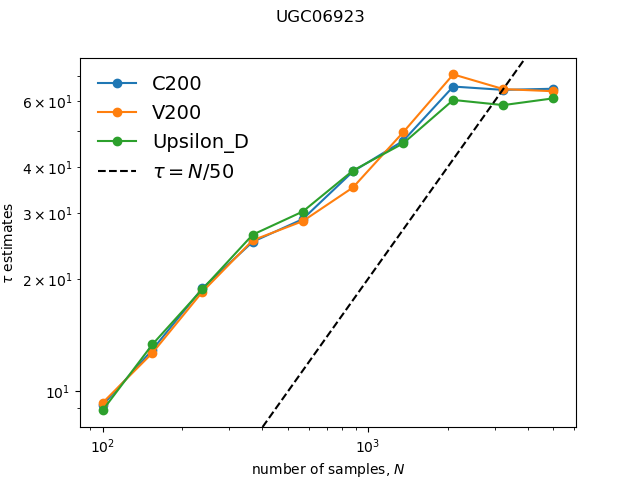 UGC06923
C200
V200
Upsilon_D
τ = N/50
6 × 10¹
4 × 10¹
3 × 10¹
2 × 10¹
10¹
τ estimates
10² 10³
number of samples, N